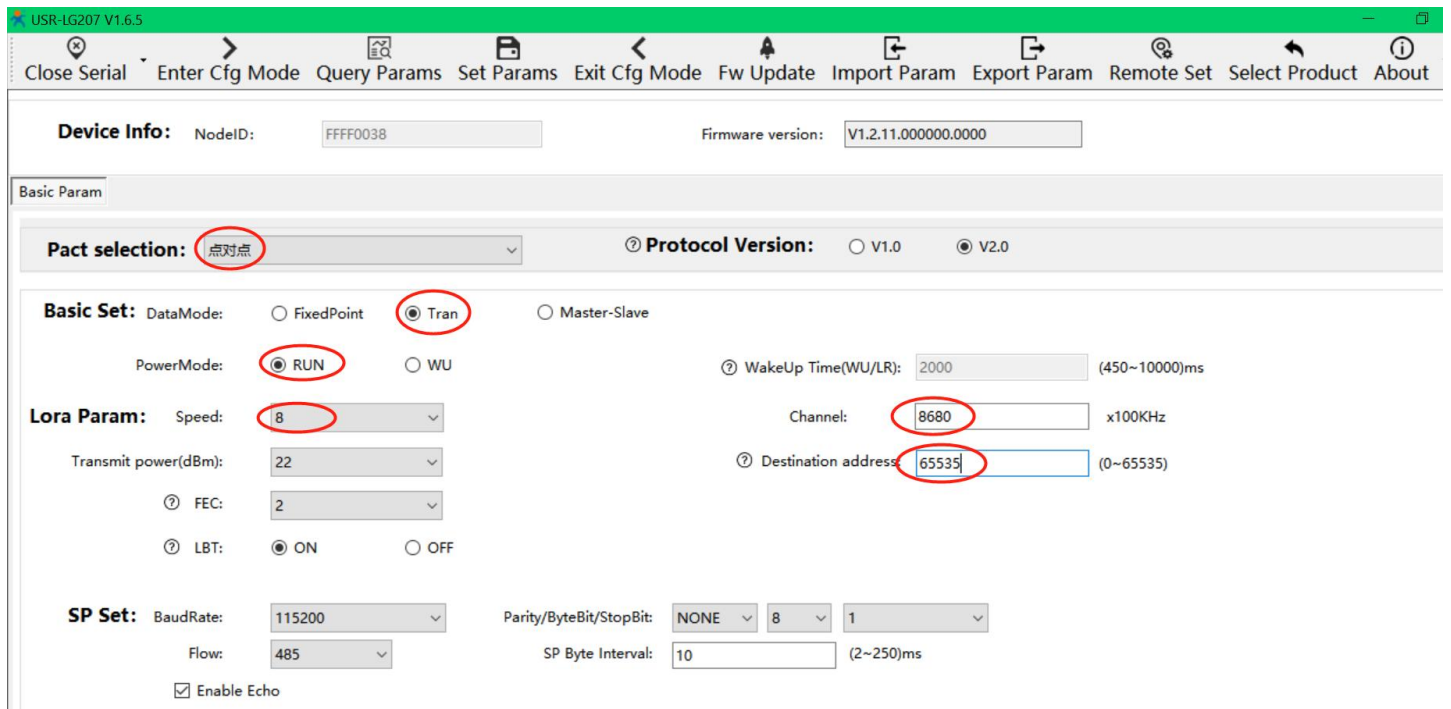 USR-LG207 V1.6.5
Close Serial Enter Cfg Mode Query Params Set Params Exit Cfg Mode Fw Update Import Param Export Param Remote Set Select Product About
Device Info: NodeID: FFFF0038 Firmware version: V1.2.11.000000.0000
Basic Param
Pact selection: 点对点 Protocol Version: V1.0 V2.0
Basic Set: DataMode: FixedPoint Tran Master-Slave
PowerMode: RUN WU WakeUp Time(WU/LR): 2000 (450~10000)ms
Lora Param: Speed: 8 Channel: 8680 x100KHz
Transmit power(dBm): 22 Destination address: 65535 (0~65535)
FEC: 2
LBT: ON OFF
SP Set: BaudRate: 115200 Parity/ByteBit/StopBit: NONE 8 1
Flow: 485 SP Byte Interval: 10 (2~250)ms
Enable Echo